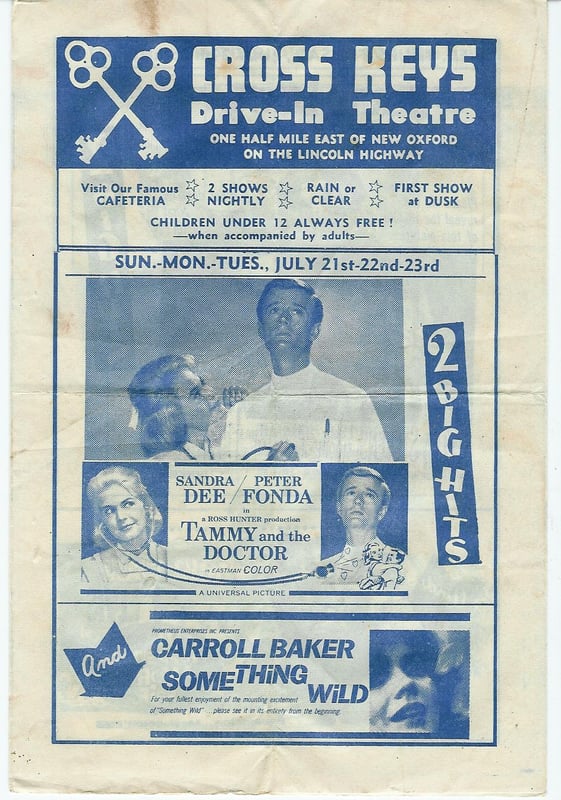 CROSS KEYS
Drive-In Theatre
ONE HALF MILE EAST OF NEW OXFORD
ON THE LINCOLN HIGHWAY
Visit Our Famous
CAFETERIA
2 SHOWS
NIGHTLY
RAIN or
CLEAR
FIRST SHOW
at DUSK
CHILDREN UNDER 12 ALWAYS FREE!
—when accompanied by adults—
SUN.-MON.-TUES., JULY 21st-22nd-23rd
2 BIG HITS
SANDRA DEE / PETER FONDA
in
a ROSS HUNTER production
TAMMY and the
DOCTOR
in EASTMAN COLOR
A UNIVERSAL PICTURE
And
PROMETHEUS ENTERPRISES INC. PRESENTS
CARROLL BAKER
SOMETHiNG WiLD
For your fullest enjoyment of the mounting excitement
of "Something Wild" ... please see it in its entirety from the beginning.